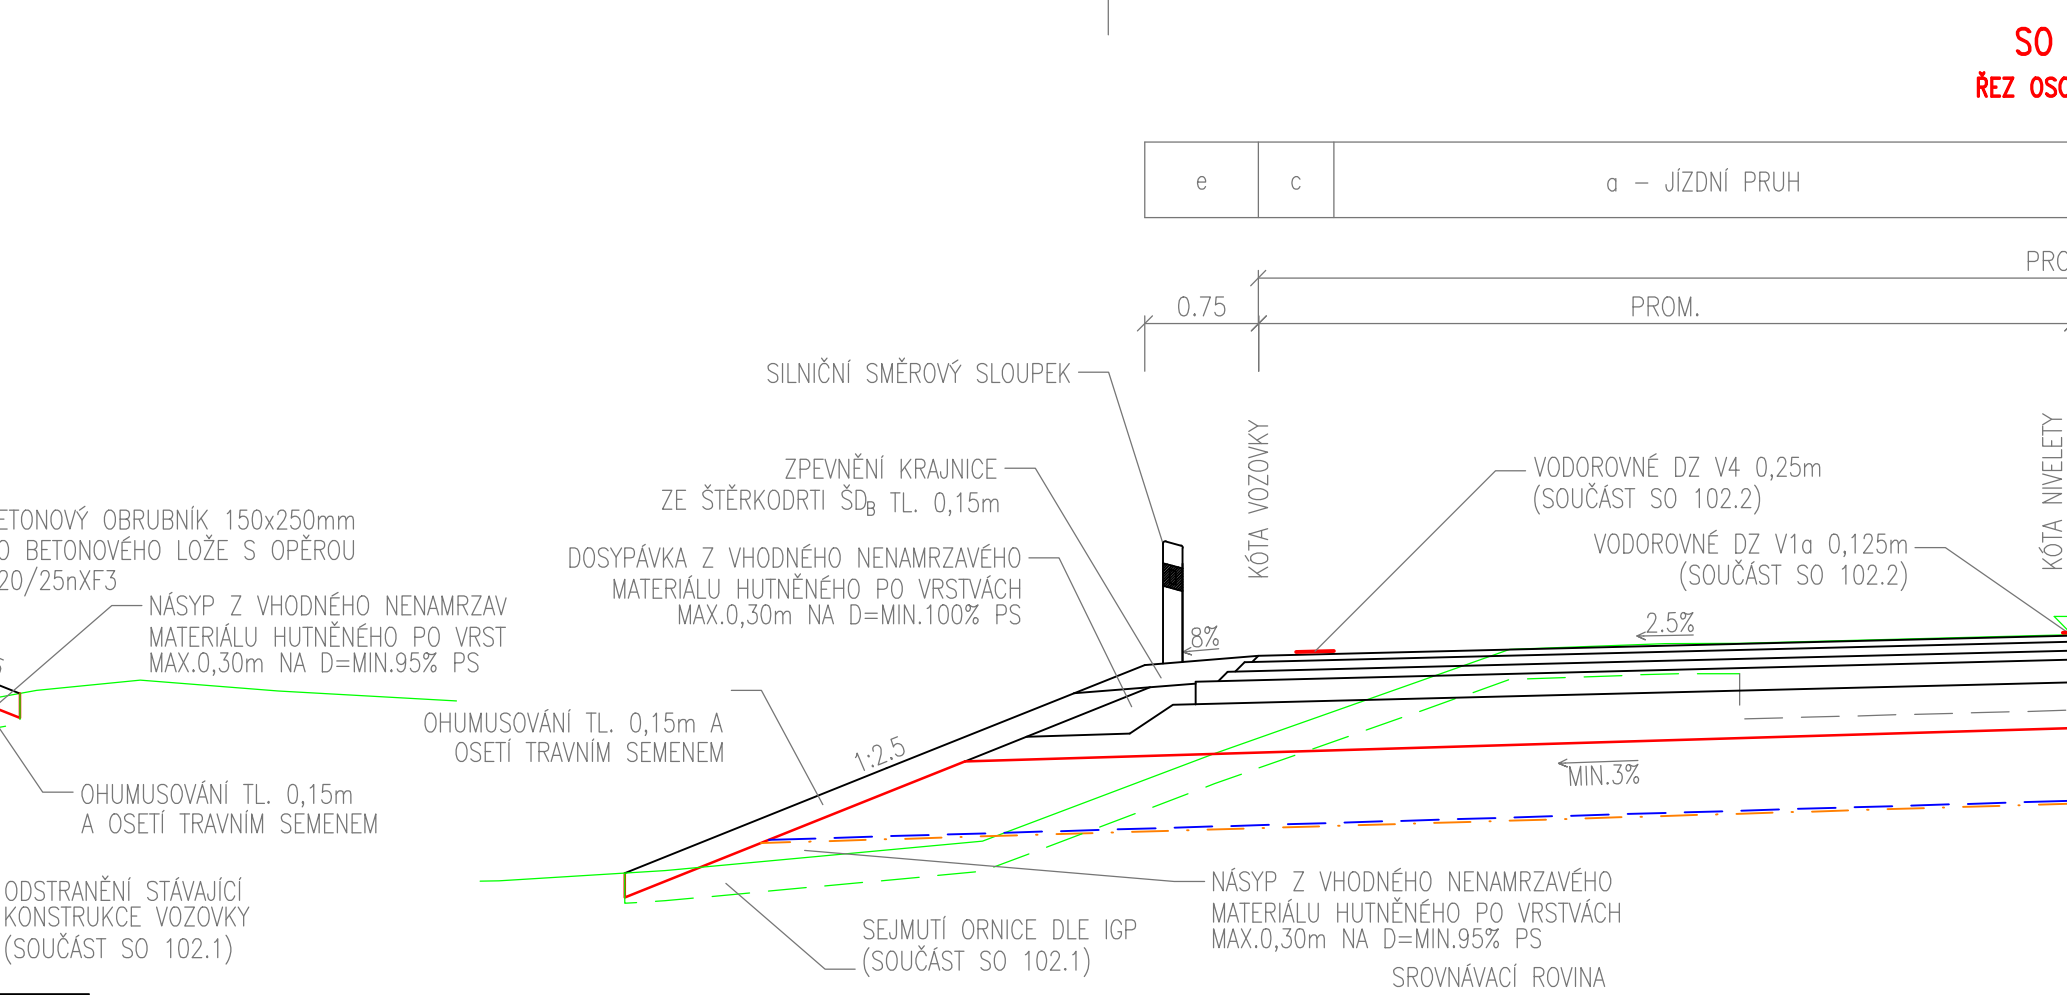 SO
ŘEZ
e
c
a – JÍZDNÍ PRUH
0.75
PROM.
SILNIČNÍ SMĚROVÝ SLOUPEK
ZPEVNĚNÍ KRAJNICE
ZE ŠTĚRKODRTI ŠDB TL. 0,15m
DOSYPÁVKA Z VHODNÉHO NENAMRZAVÉHO
MATERIÁLU HUTNĚNÉHO PO VRSTVÁCH
MAX.0,30m NA D=MIN.100% PS
KÓTA VOZOVKY
KÓTA NIVELETY
VODOROVNÉ DZ V4 0,25m
(SOUČÁST SO 102.2)
VODOROVNÉ DZ V1a 0,125m
(SOUČÁST SO 102.2)
8%
2.5%
ETONOVÝ OBRUBNÍK 150x250mm
O BETONOVÉHO LOŽE S OPĚROU
20/25nXF3
NÁSYP Z VHODNÉHO NENAMRZAV
MATERIÁLU HUTNĚNÉHO PO VRST
MAX.0,30m NA D=MIN.95% PS
OHUMUSOVÁNÍ TL. 0,15m A
OSETÍ TRAVNÍM SEMENEM
1:2.5
MIN.3%
OHUMUSOVÁNÍ TL. 0,15m
A OSETÍ TRAVNÍM SEMENEM
ODSTRANĚNÍ STÁVAJÍCÍ
KONSTRUKCE VOZOVKY
(SOUČÁST SO 102.1)
SEJMUTÍ ORNICE DLE IGP
(SOUČÁST SO 102.1)
NÁSYP Z VHODNÉHO NENAMRZAVÉHO
MATERIÁLU HUTNĚNÉHO PO VRSTVÁCH
MAX.0,30m NA D=MIN.95% PS
SROVNÁVACÍ ROVINA